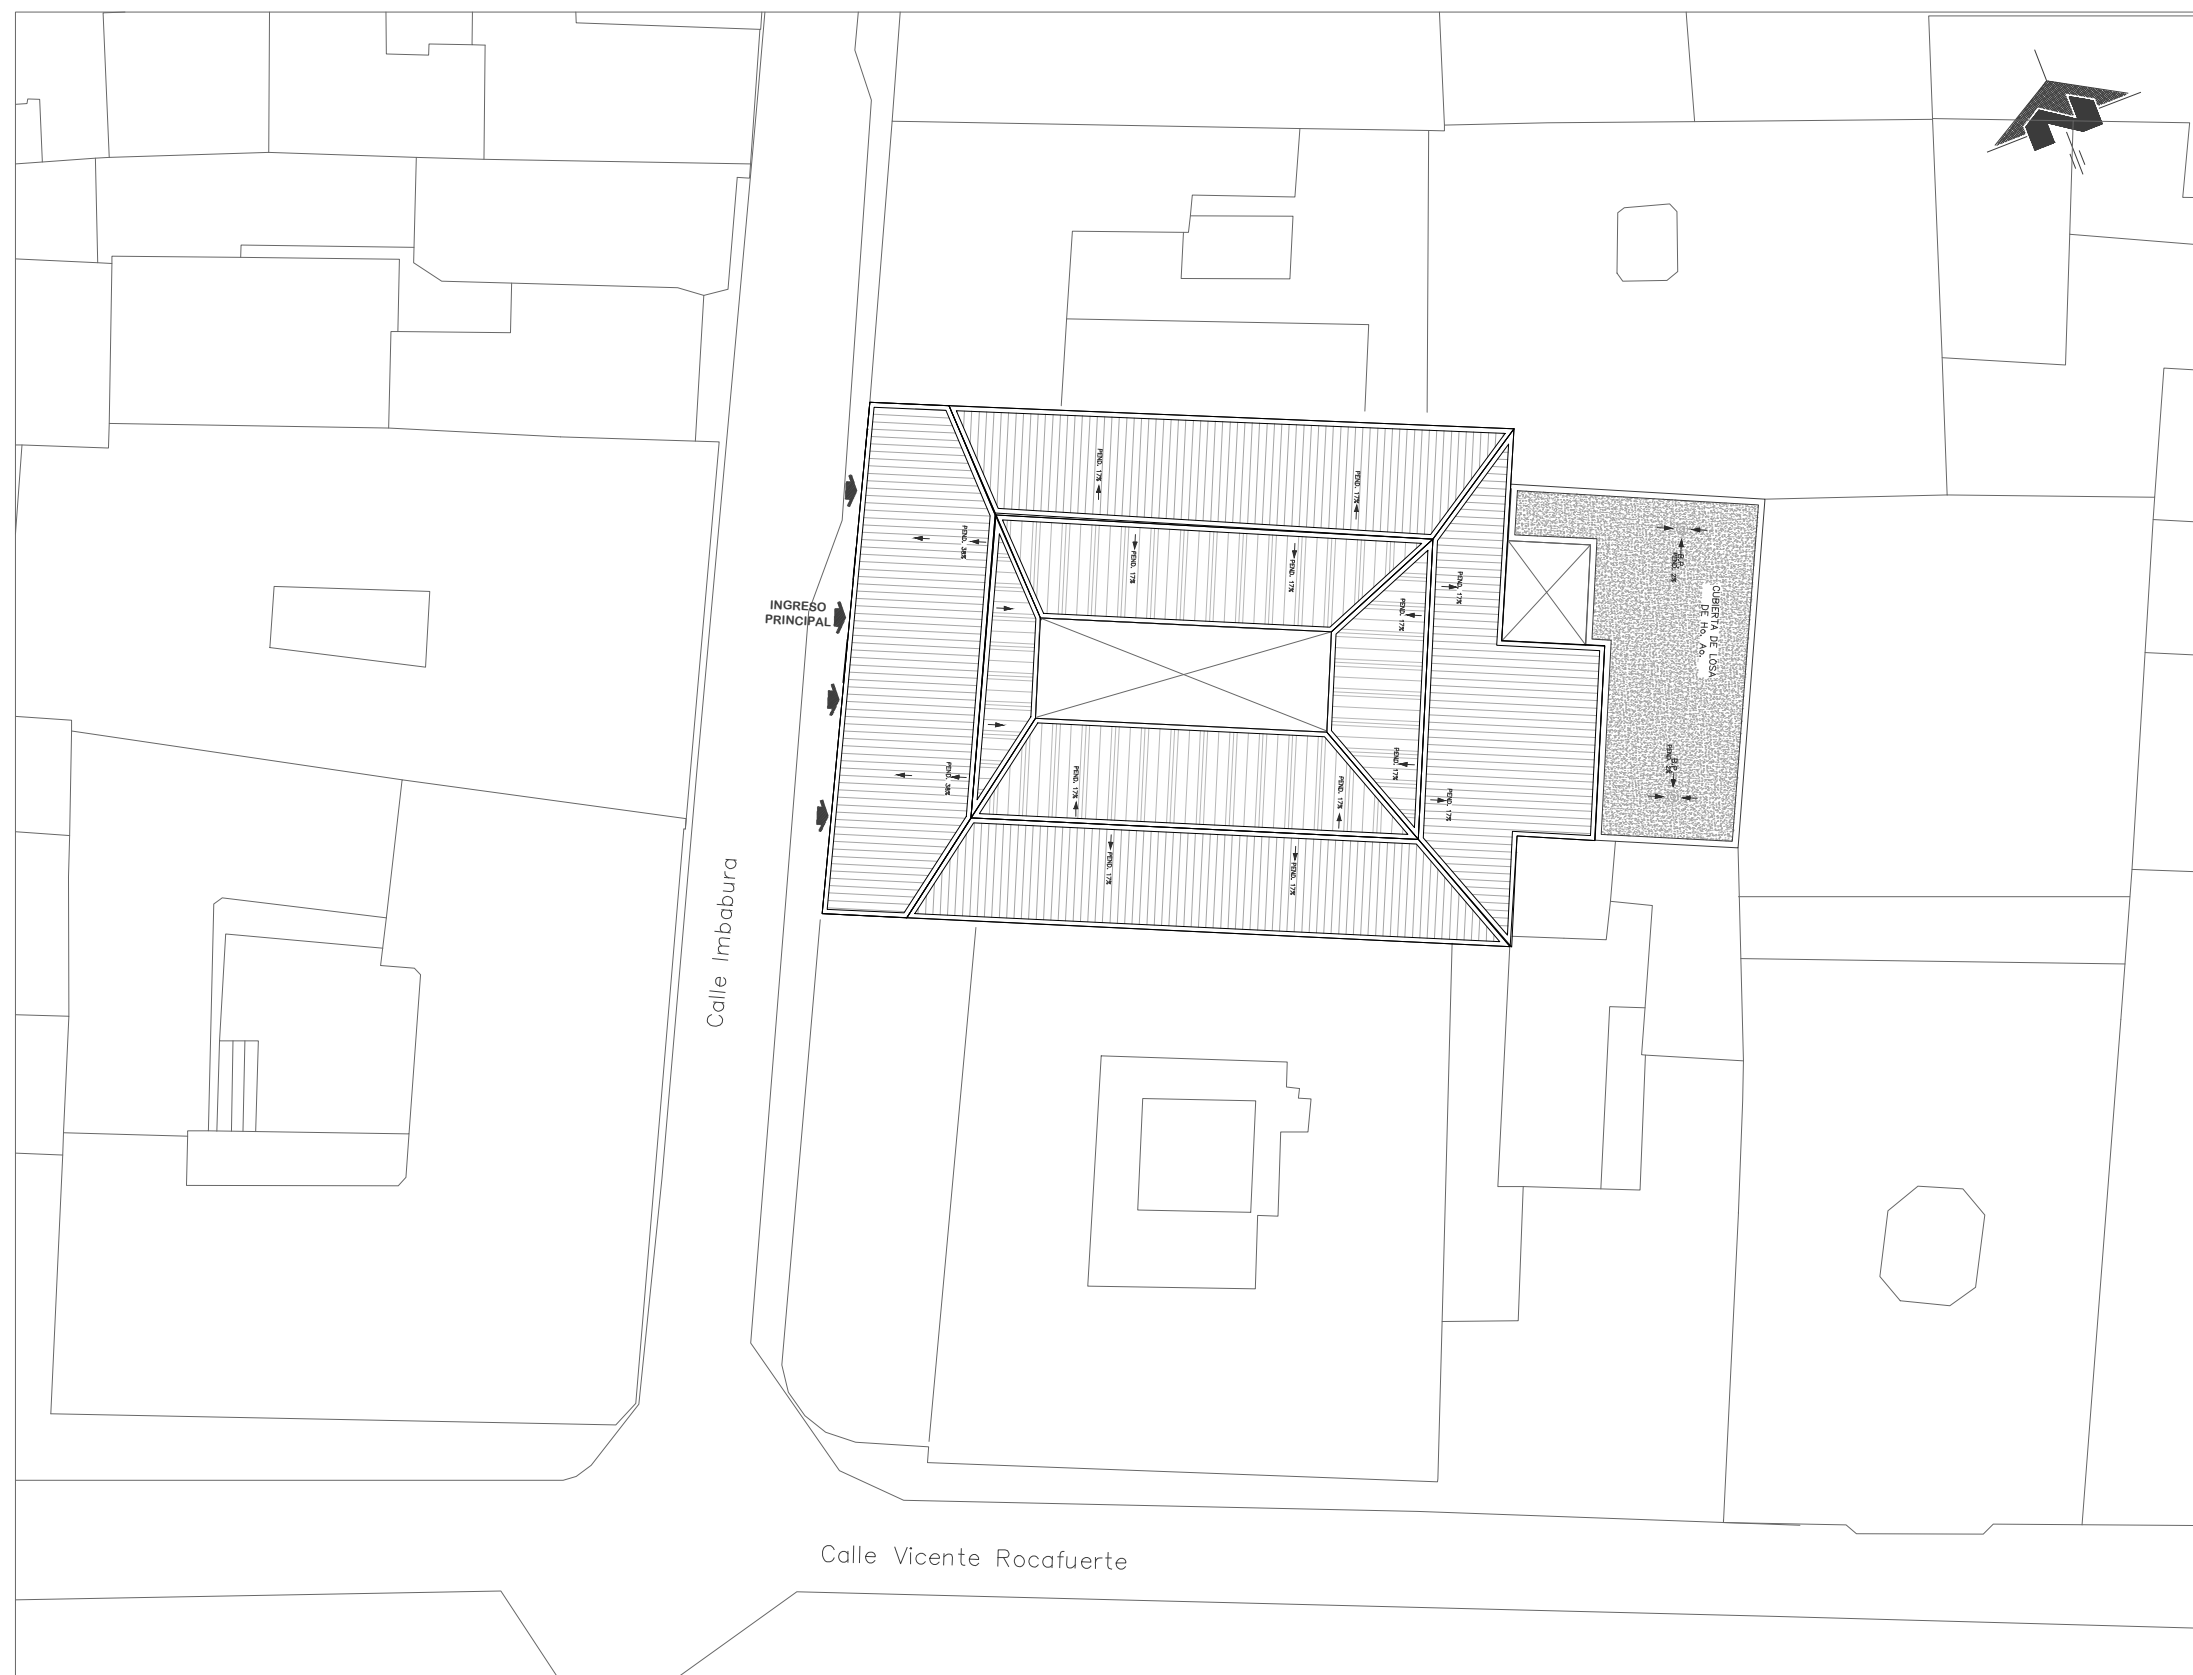 PEND. 17%
PEND. 17%
PEND. 38%
PEND. 17%
PEND. 17%
PEND. 17%
PEND. 17%
B.P.
PEND. 2%
CUBIERTA DE LOSA
DE Ho. Ao.
INGRESO
PRINCIPAL
PEND. 38%
PEND. 17%
PEND. 17%
PEND. 17%
PEND. 17%
B.P.
PEND. 2%
PEND. 17%
PEND. 17%
Calle Imbabura
Calle Vicente Rocafuerte